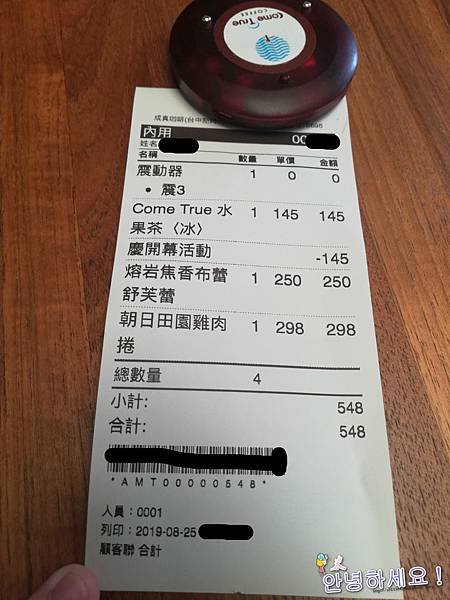 Come True
COFFEE
成真咖啡(台中
內用 00
姓名
名稱 數量 單價 金額
震動器 1 0 0
• 震3
Come True 水 1 145 145
果茶〈冰〉
慶開幕活動 -145
熔岩焦香布蕾 1 250 250
舒芙蕾
朝日田園雞肉 1 298 298
捲
總數量 4
小計: 548
合計: 548
*AMT00000548*
人員：0001
列印：2019-08-25
顧客聯 合計
안녕하세요!